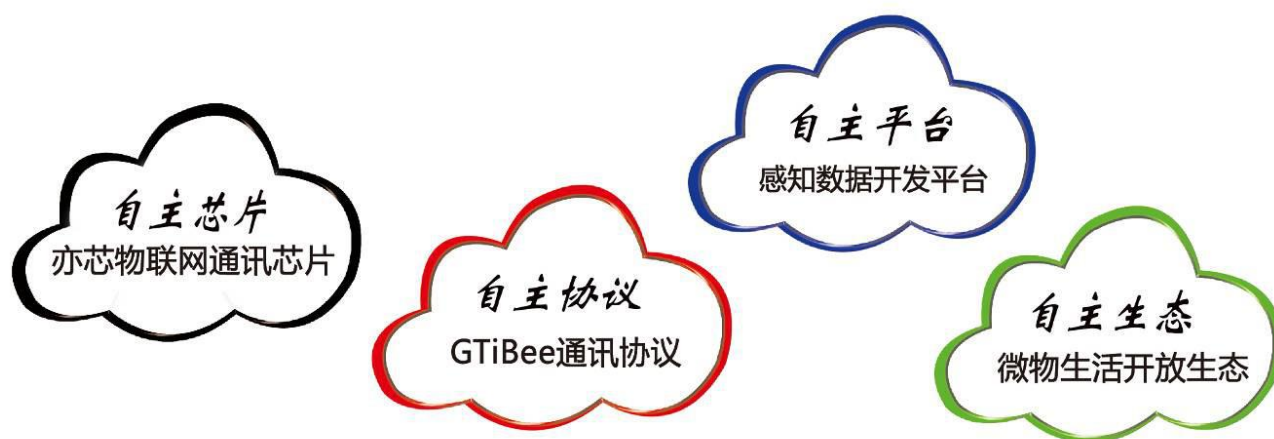 自主芯片
亦芯物联网通讯芯片
自主协议
GTiBee通讯协议
自主平台
感知数据开发平台
自主生态
微物生活开放生态